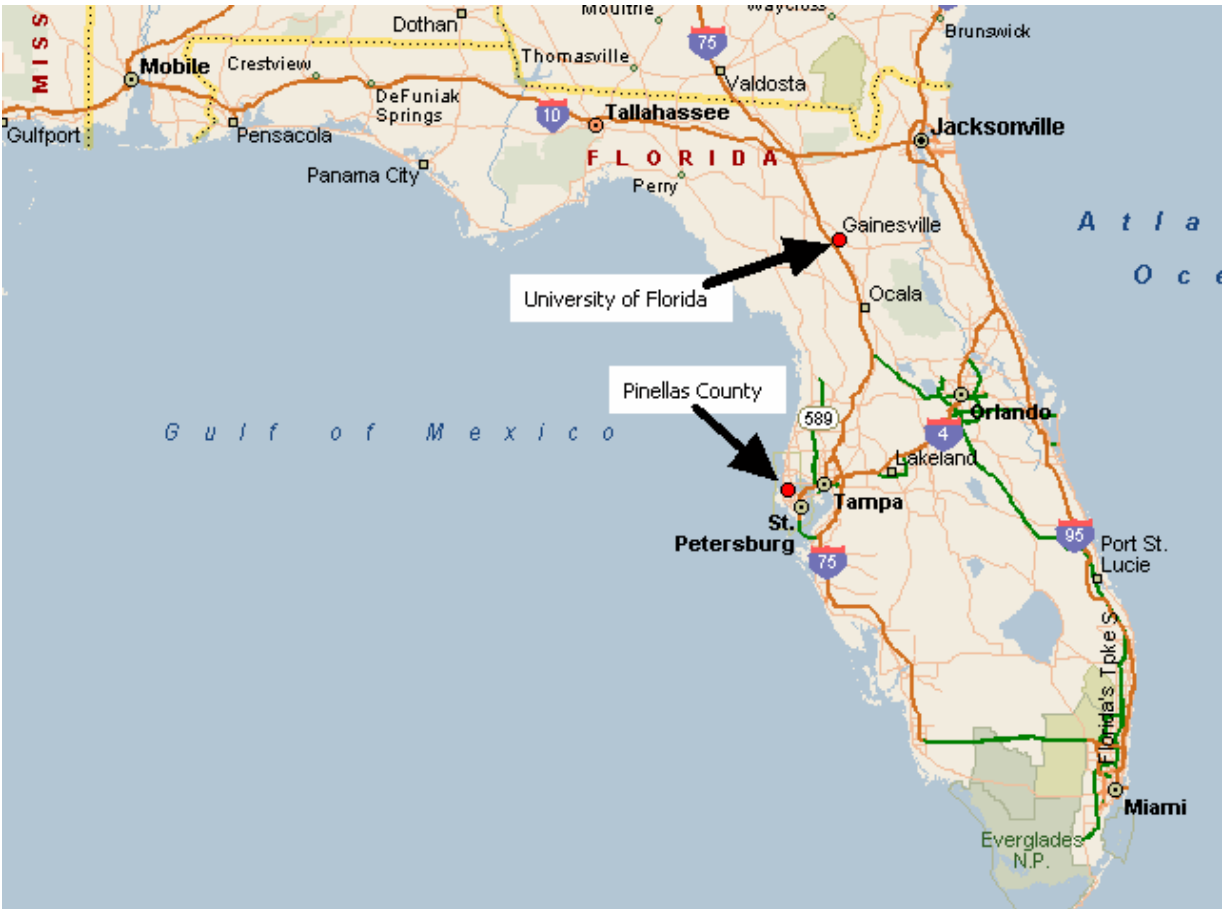 Moultrie
Waycross
Dothan
MISS
Brunswick
75
Mobile
Crestview
Thomasville
Valdosta
DeFuniak
Springs
10
Tallahassee
Gulfport
Pensacola
Jacksonville
FLORIDA
Panama City
Perry
Gainesville
Atla
University of Florida
Ocala
Oce
Pinellas County
589
Orlando
Gulf of Mexico
4
Lakeland
Tampa
St.
Petersburg
95
Port St.
Lucie
75
Florida's Tpke S
Miami
Everglades
N.P.